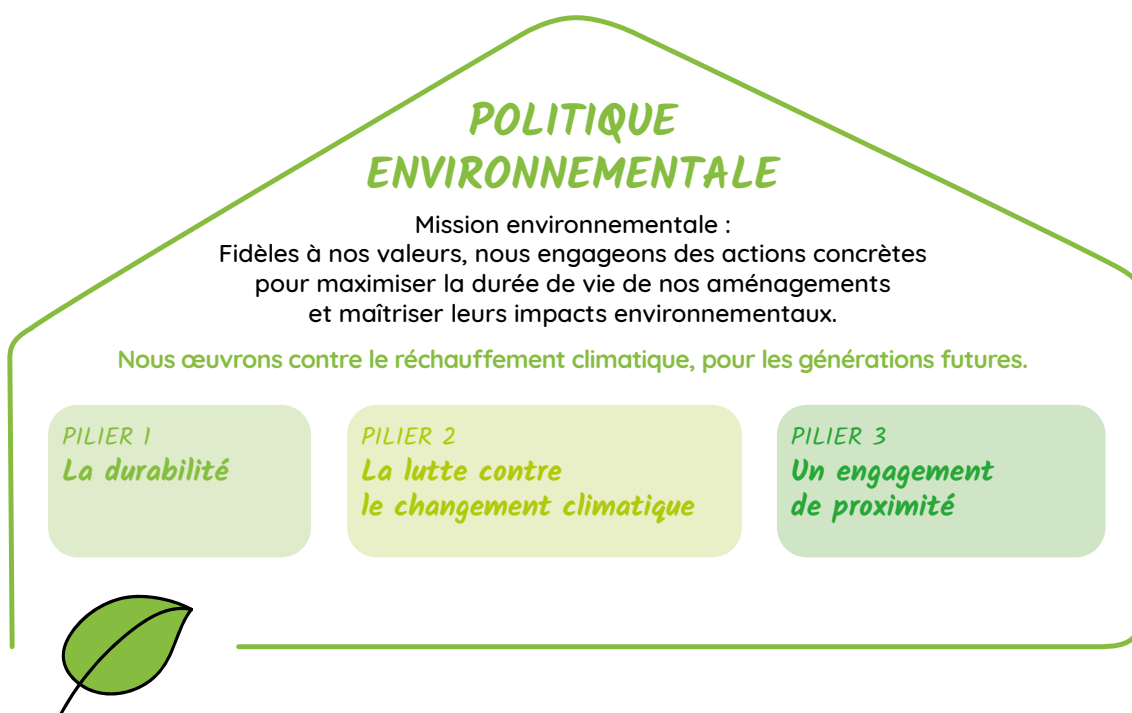 POLITIQUE
ENVIRONNEMENTALE
Mission environnementale :
Fidèles à nos valeurs, nous engageons des actions concrètes
pour maximiser la durée de vie de nos aménagements
et maîtriser leurs impacts environnementaux.
Nous œuvrons contre le réchauffement climatique, pour les générations futures.
PILIER 1
La durabilité
PILIER 2
La lutte contre
le changement climatique
PILIER 3
Un engagement
de proximité